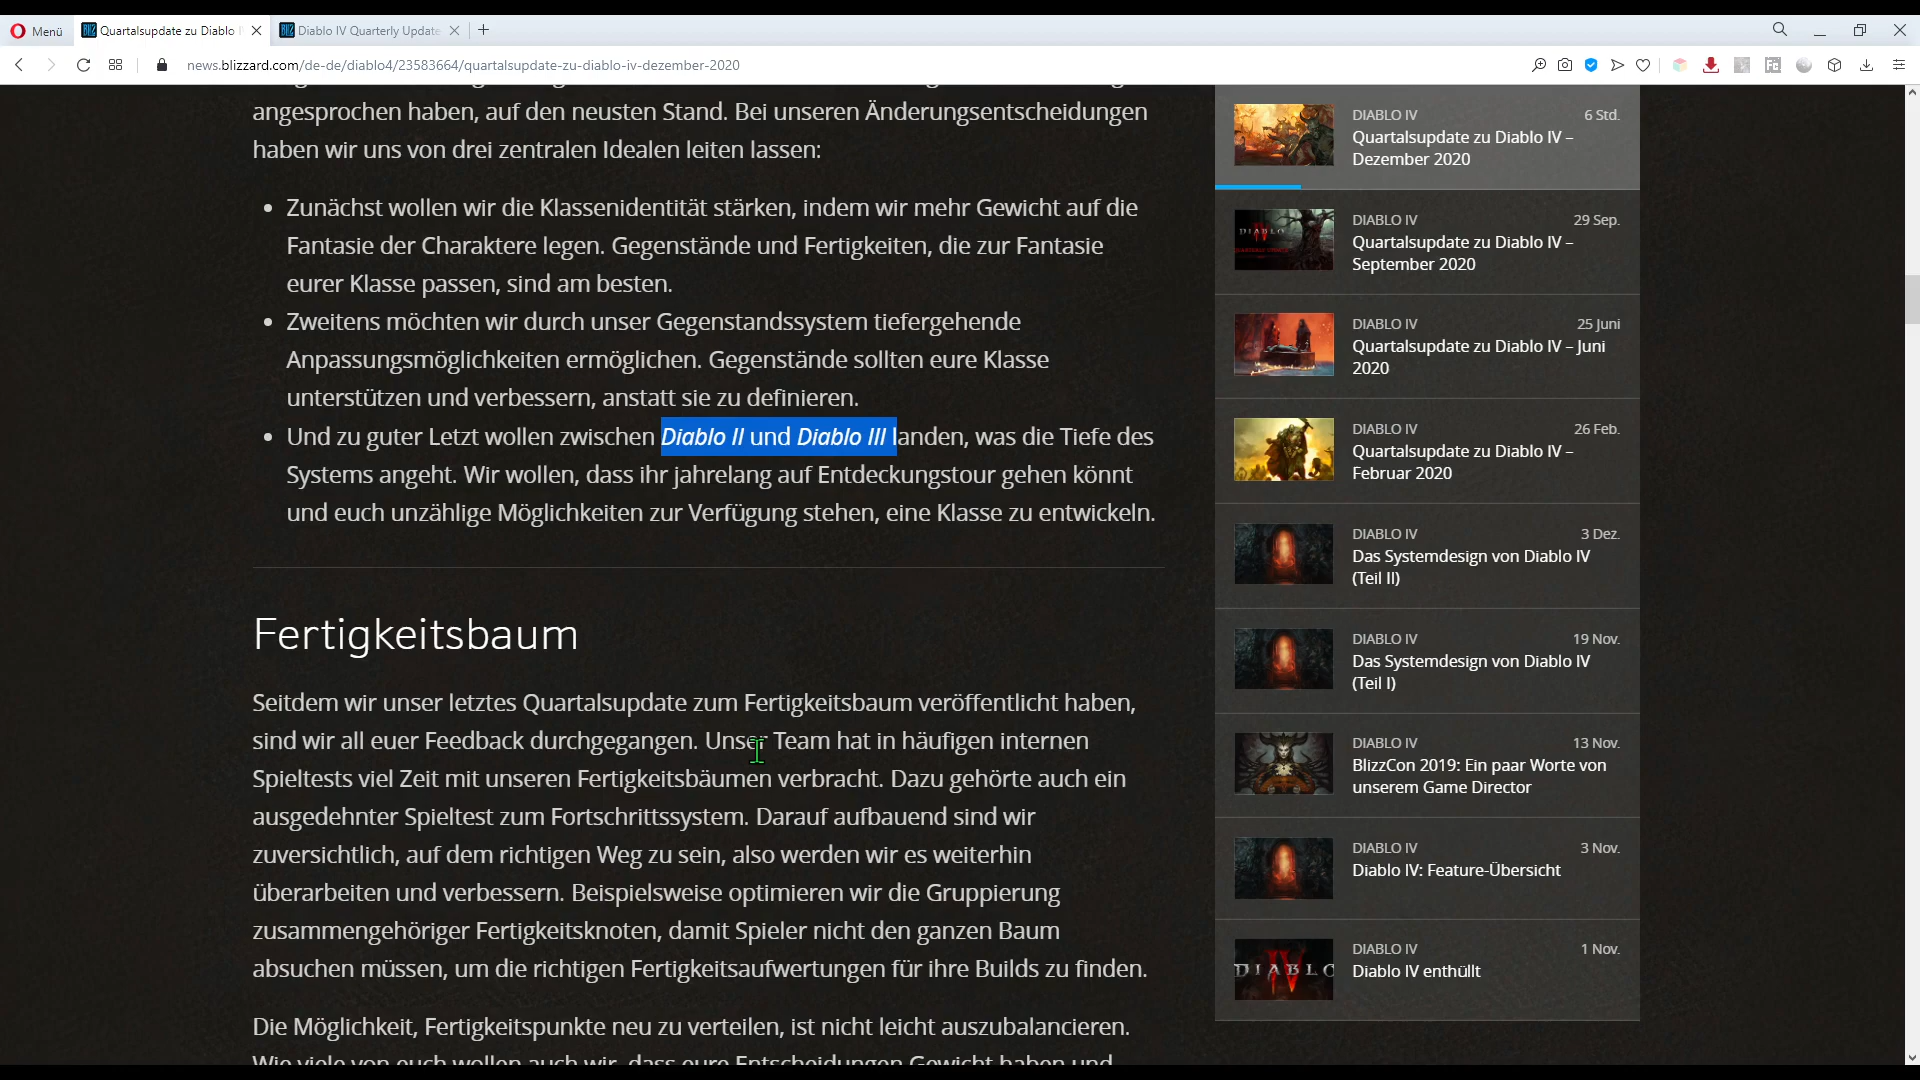 Menü
Quartalsupdate zu Diablo
Diablo IV Quarterly Update
news.blizzard.com/de-de/diablo4/23583664/quartalsupdate-zu-diablo-iv-dezember-2020
angesprochen haben, auf den neusten Stand. Bei unseren Änderungsentscheidungen
haben wir uns von drei zentralen Idealen leiten lassen:
Zunächst wollen wir die Klassenidentität stärken, indem wir mehr Gewicht auf die
Fantasie der Charaktere legen. Gegenstände und Fertigkeiten, die zur Fantasie
eurer Klasse passen, sind am besten.
Zweitens möchten wir durch unser Gegenstandssystem tiefergehende
Anpassungsmöglichkeiten ermöglichen. Gegenstände sollten eure Klasse
unterstützen und verbessern, anstatt sie zu definieren.
Und zu guter Letzt wollen zwischen Diablo II und Diablo III landen, was die Tiefe des
Systems angeht. Wir wollen, dass ihr jahrelang auf Entdeckungstour gehen könnt
und euch unzählige Möglichkeiten zur Verfügung stehen, eine Klasse zu entwickeln.
Fertigkeitsbaum
Seitdem wir unser letztes Quartalsupdate zum Fertigkeitsbaum veröffentlicht haben,
sind wir all euer Feedback durchgegangen. Unser Team hat in häufigen internen
Spieltests viel Zeit mit unseren Fertigkeitsbäumen verbracht. Dazu gehörte auch ein
ausgedehnter Spieltest zum Fortschrittssystem. Darauf aufbauend sind wir
zuversichtlich, auf dem richtigen Weg zu sein, also werden wir es weiterhin
überarbeiten und verbessern. Beispielsweise optimieren wir die Gruppierung
zusammengehöriger Fertigkeitsknoten, damit Spieler nicht den ganzen Baum
absuchen müssen, um die richtigen Fertigkeitsaufwertungen für ihre Builds zu finden.
Die Möglichkeit, Fertigkeitspunkte neu zu verteilen, ist nicht leicht auszubalancieren.
Wie viele von euch wollen auch wir, dass eure Entscheidungen Gewicht haben und
DIABLO IV 6 Std.
Quartalsupdate zu Diablo IV –
Dezember 2020
DIABLO IV 29 Sep.
Quartalsupdate zu Diablo IV –
September 2020
DIABLO IV 25 Juni
Quartalsupdate zu Diablo IV – Juni
2020
DIABLO IV 26 Feb.
Quartalsupdate zu Diablo IV –
Februar 2020
DIABLO IV 3 Dez.
Das Systemdesign von Diablo IV
(Teil II)
DIABLO IV 19 Nov.
Das Systemdesign von Diablo IV
(Teil I)
DIABLO IV 13 Nov.
BlizzCon 2019: Ein paar Worte von
unserem Game Director
DIABLO IV 3 Nov.
Diablo IV: Feature-Übersicht
DIABLO IV 1 Nov.
Diablo IV enthüllt